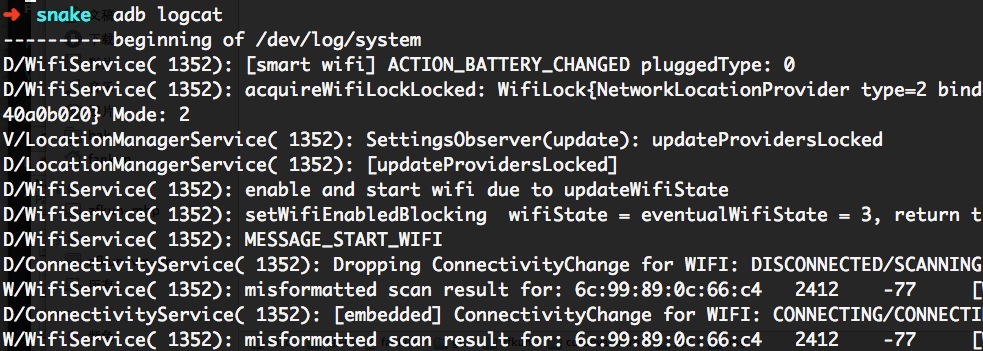 ➜ snake adb logcat
--------- beginning of /dev/log/system
D/WifiService( 1352): [smart wifi] ACTION_BATTERY_CHANGED pluggedType: 0
D/WifiService( 1352): acquireWifiLockLocked: WifiLock{NetworkLocationProvider type=2 bind
40a0b020} Mode: 2
V/LocationManagerService( 1352): SettingsObserver(update): updateProvidersLocked
D/LocationManagerService( 1352): [updateProvidersLocked]
D/WifiService( 1352): enable and start wifi due to updateWifiState
D/WifiService( 1352): setWifiEnabledBlocking  wifiState = eventualWifiState = 3, return t
D/WifiService( 1352): MESSAGE_START_WIFI
D/ConnectivityService( 1352): Dropping ConnectivityChange for WIFI: DISCONNECTED/SCANNING
W/WifiService( 1352): misformatted scan result for: 6c:99:89:0c:66:c4   2412    -77     [
D/ConnectivityService( 1352): [embedded] ConnectivityChange for WIFI: CONNECTING/CONNECTI
W/WifiService( 1352): misformatted scan result for: 6c:99:89:0c:66:c4   2412    -77     [